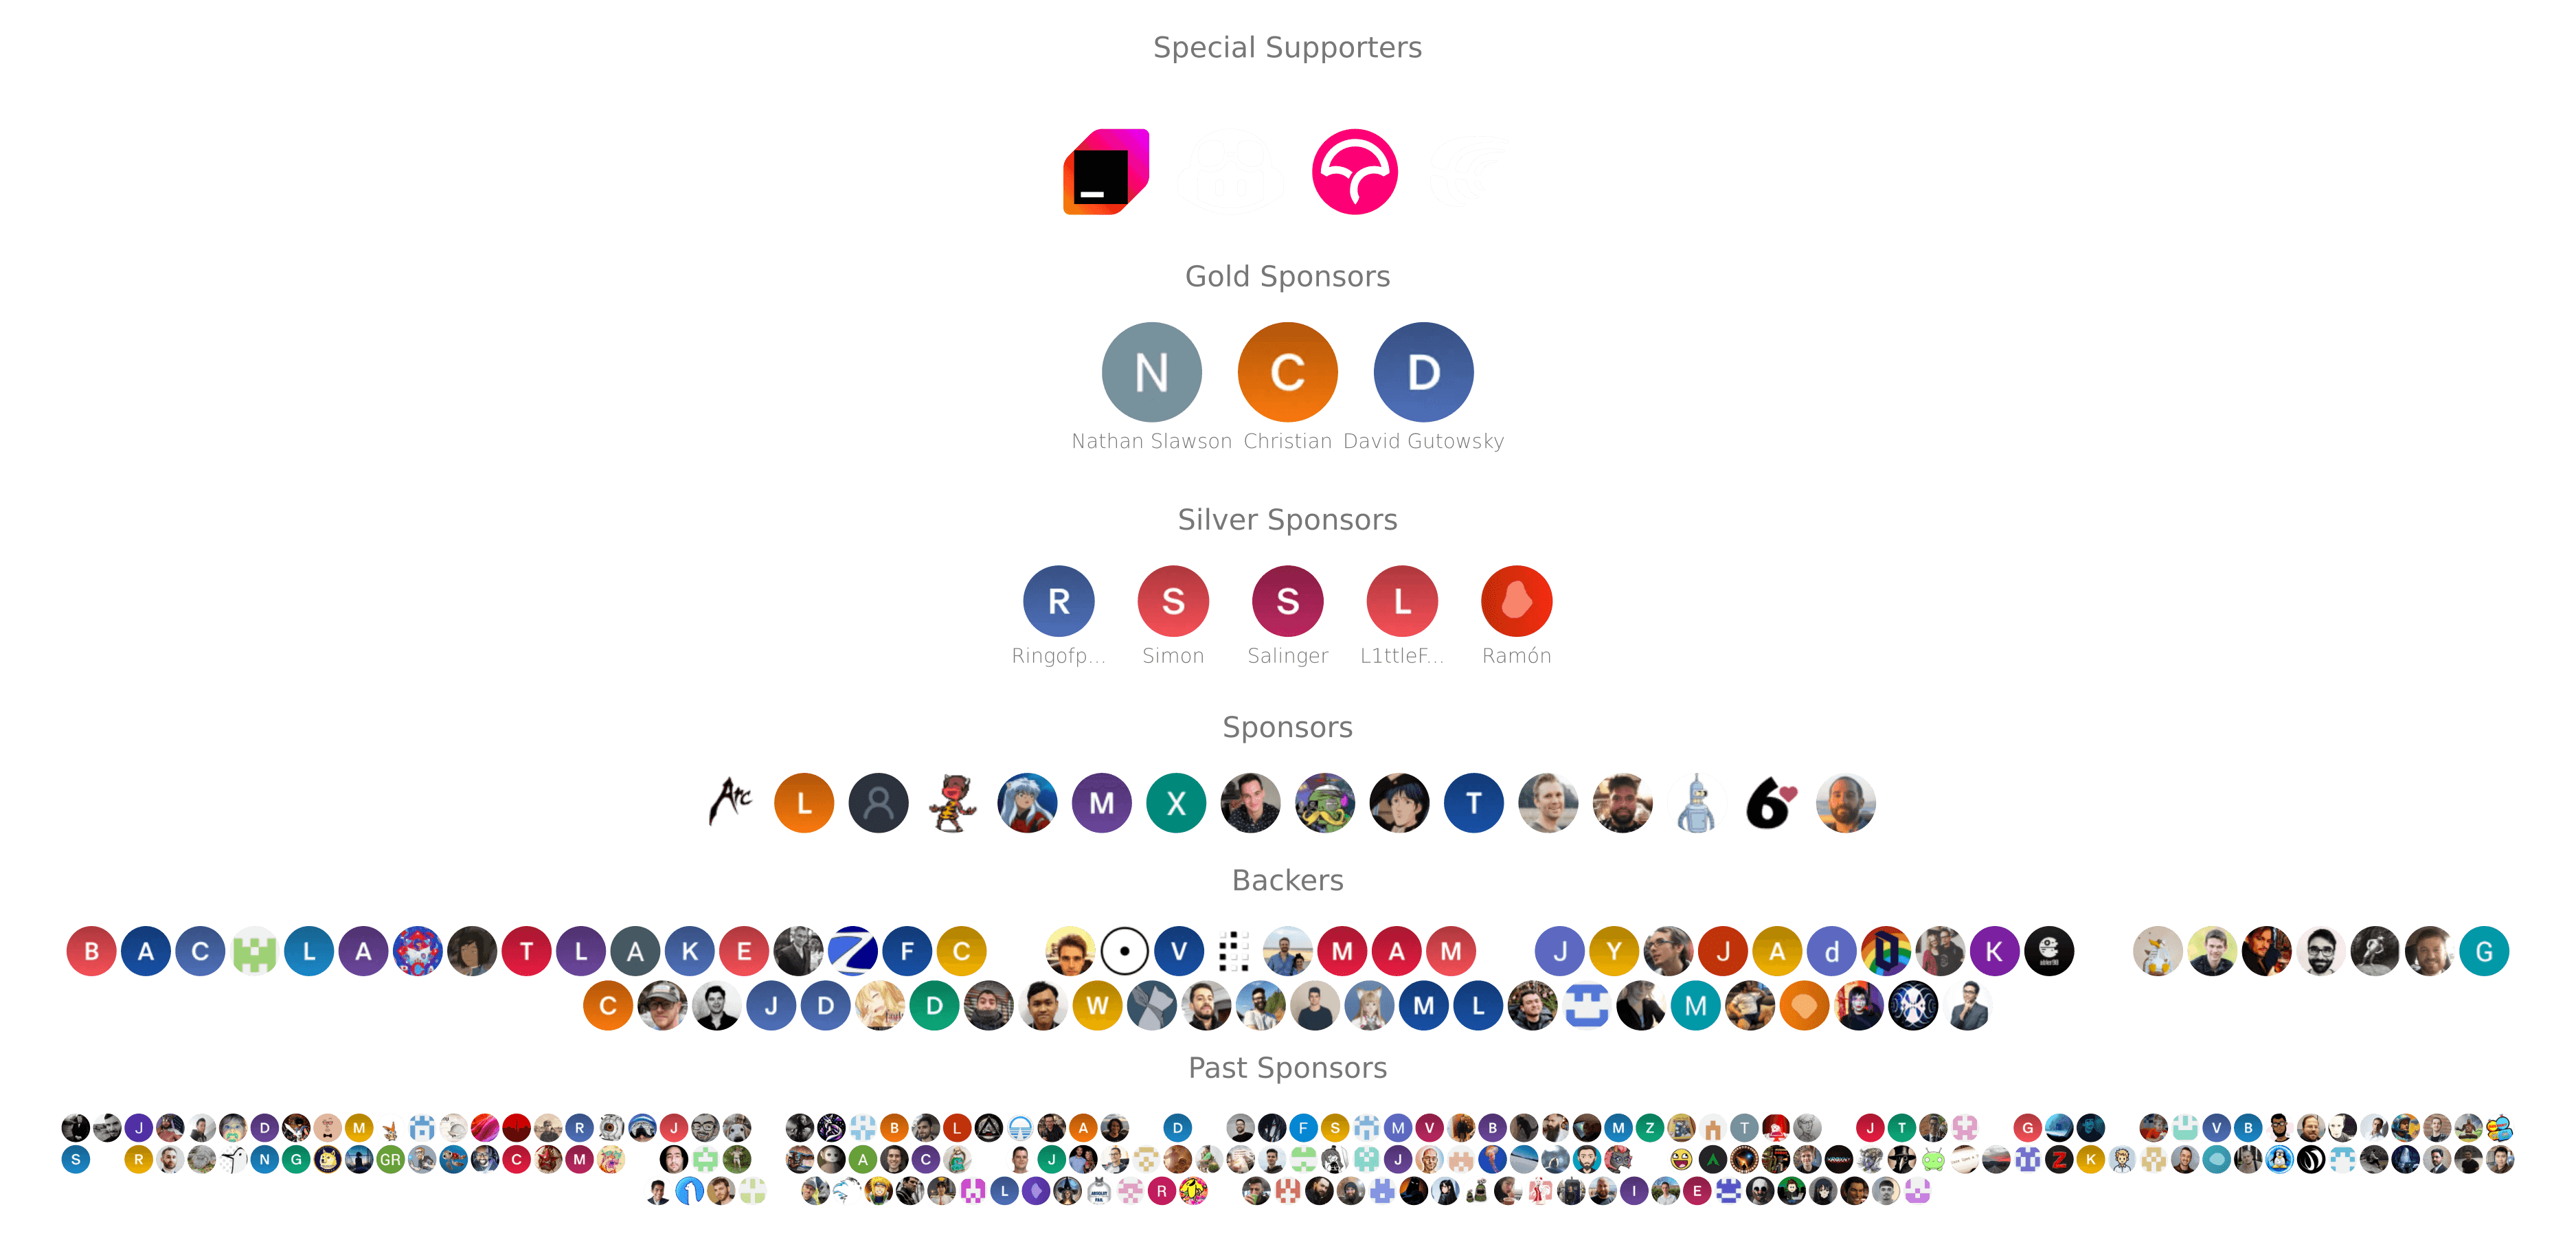 Special Supporters
Gold Sponsors
N C D
Nathan Slawson Christian David Gutowsky
Silver Sponsors
R S S L
Ringofp... Simon Salinger L1ttleF... Ramón
Sponsors
Arc L M X T 6
Backers
B A C L A T L A K E F C V M A M J Y J A d K G
C J D D W M L M
Past Sponsors
J D M R J B L A D F S M V B M Z T J T G V B
S R N G GR C M A C J J K
L R I E